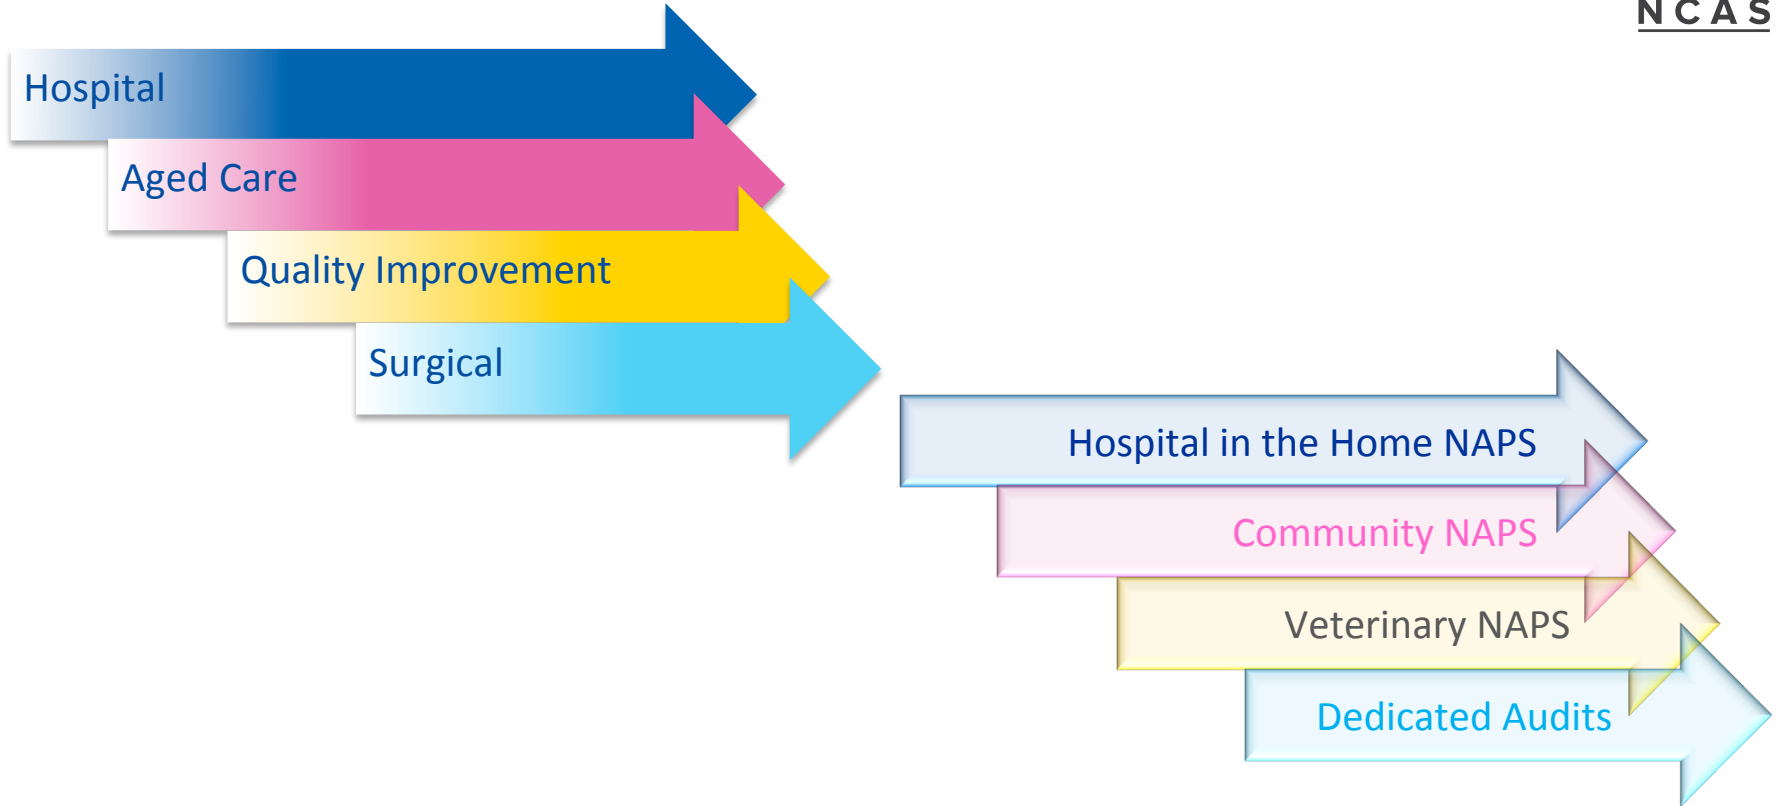 NCAS
Hospital
Aged Care
Quality Improvement
Surgical
Hospital in the Home NAPS
Community NAPS
Veterinary NAPS
Dedicated Audits